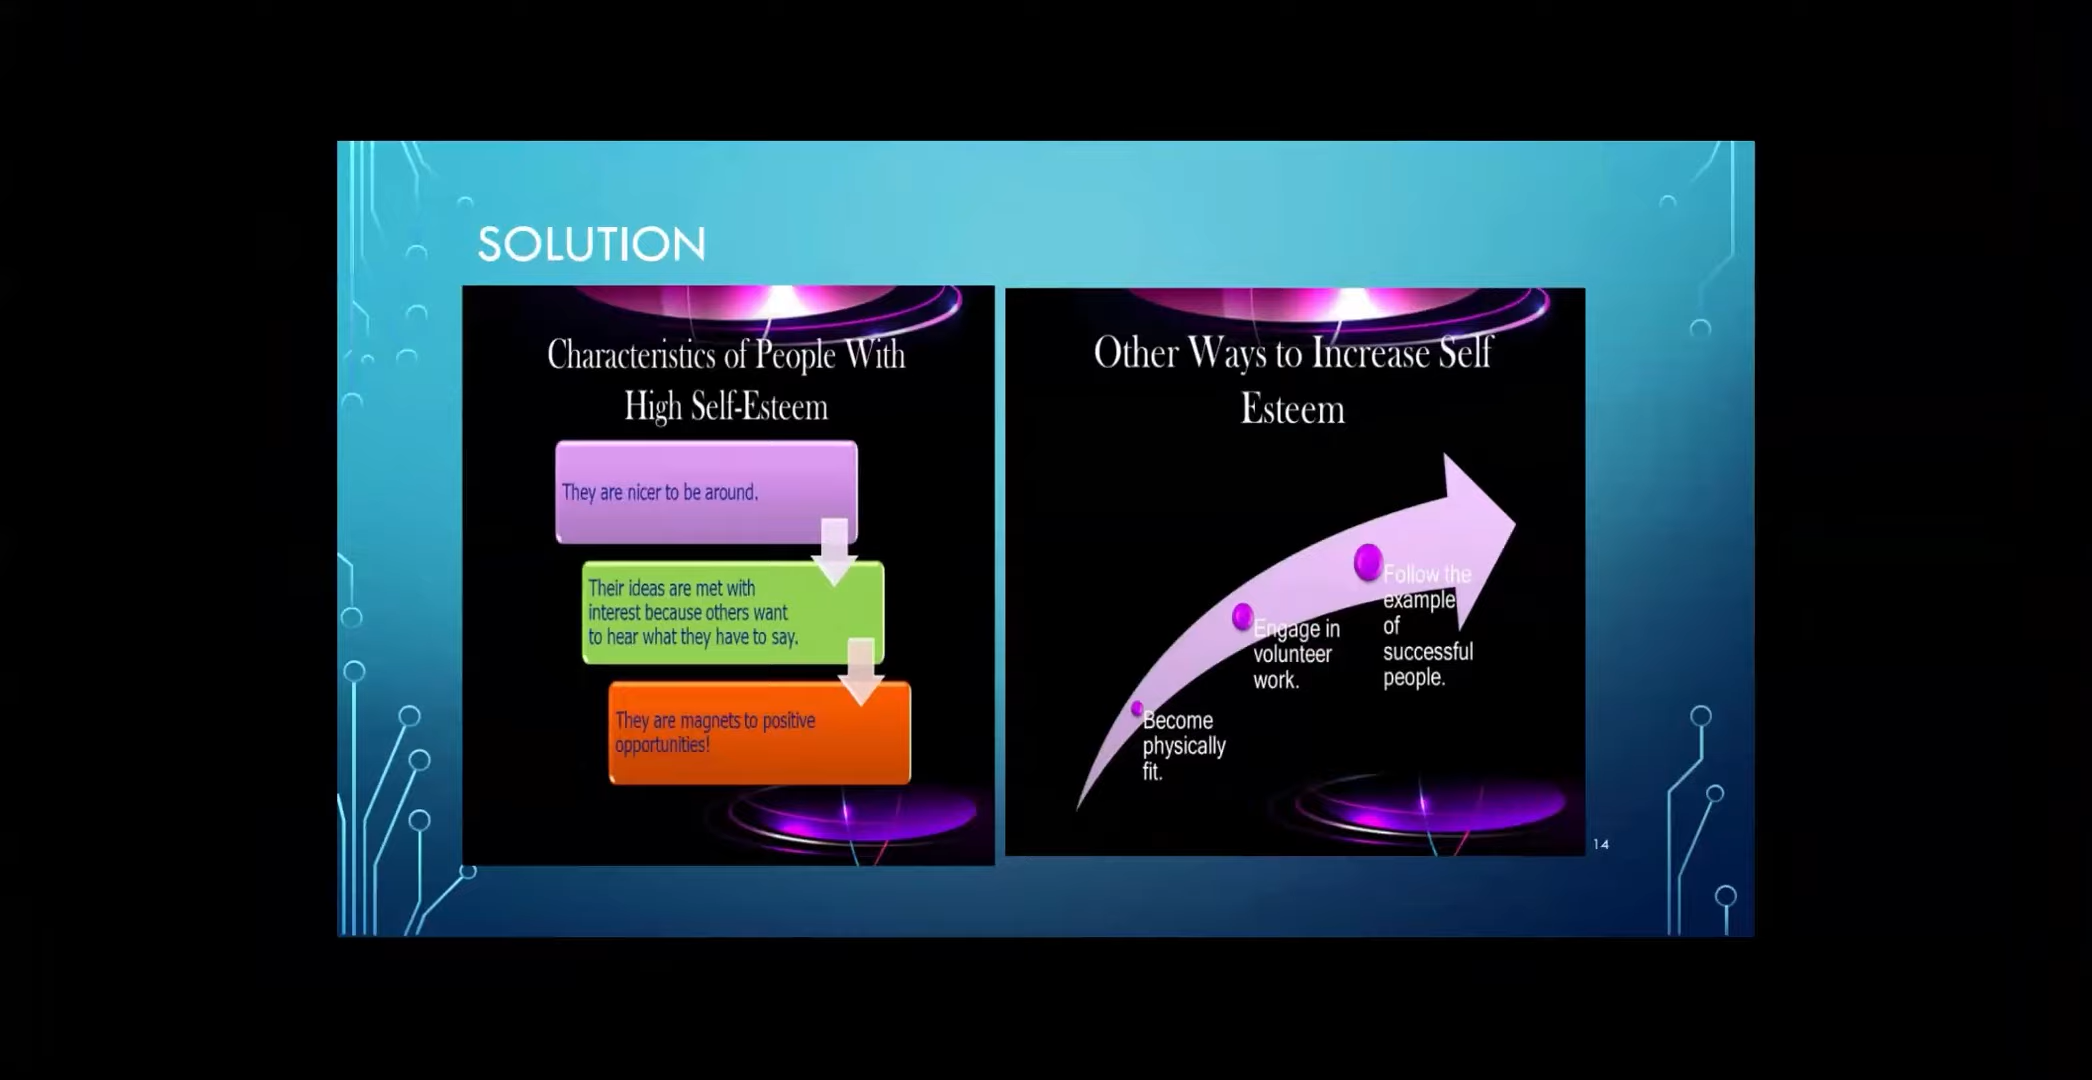 SOLUTION
Characteristics of People With
High Self-Esteem
They are nicer to be around.
Their ideas are met with
interest because others want
to hear what they have to say.
They are magnets to positive
opportunities!
Other Ways to Increase Self
Esteem
Become
physically
fit.
Engage in
volunteer
work.
Follow the
example
of
successful
people.
14